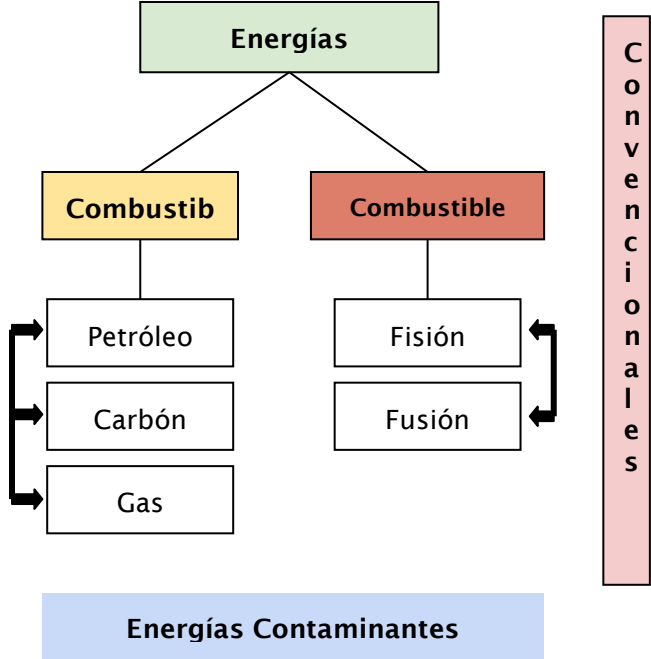 Energías
Combustib
Combustible
Petróleo
Fisión
Carbón
Fusión
Gas
Energías Contaminantes
Convencionales